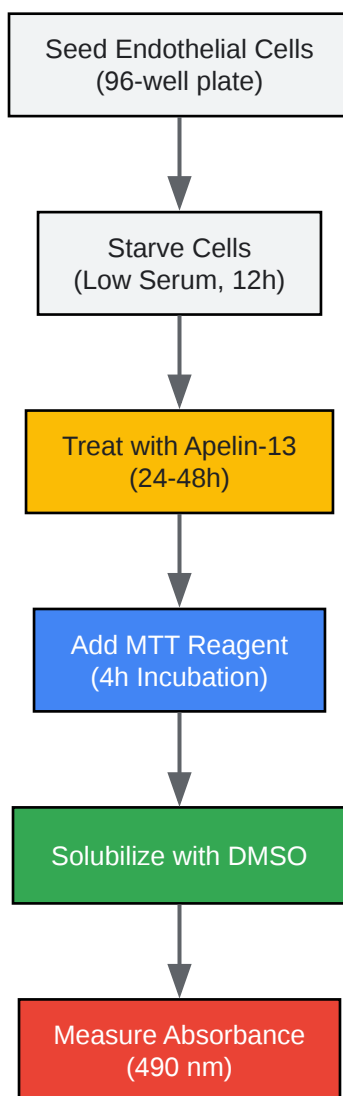 Seed Endothelial Cells
(96-well plate)
Starve Cells
(Low Serum, 12h)
Treat with Apelin-13
(24-48h)
Add MTT Reagent
(4h Incubation)
Solubilize with DMSO
Measure Absorbance
(490 nm)